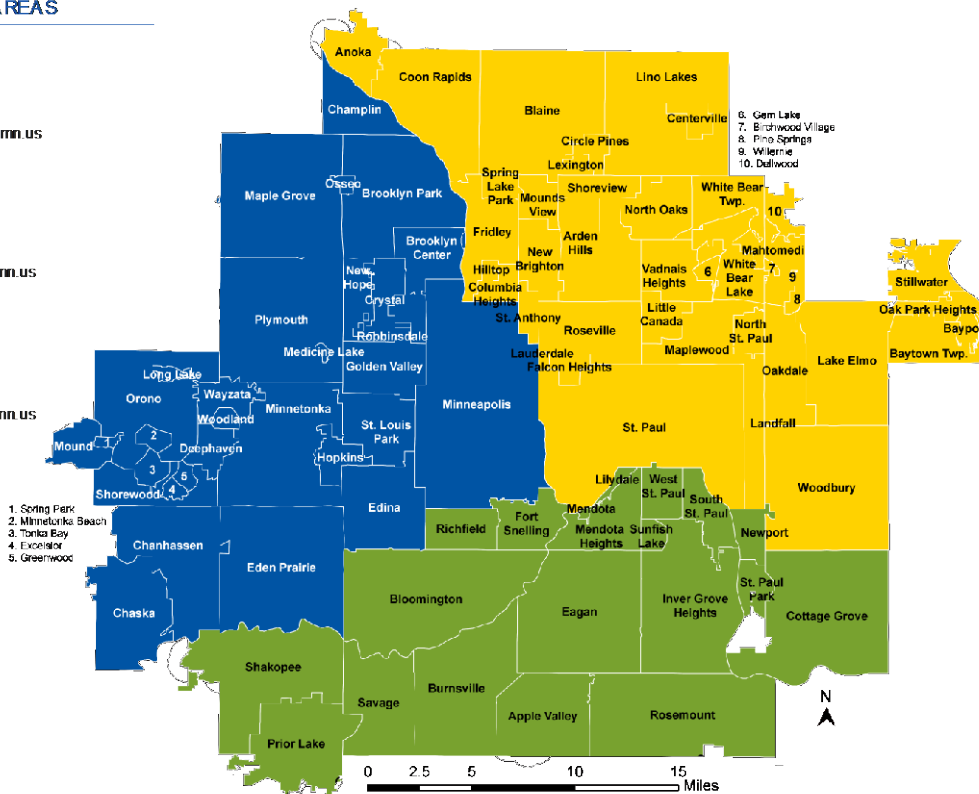 AREAS
mn.us
mn.us
mn.us
Anoka
Coon Rapids
Lino Lakes
Champlin
Blaine
Centerville
6. Gem Lake
7. Birchwood Village
8. Pine Springs
9. Willernie
10. Dellwood
Circle Pines
Lexington
Maple Grove
Osseo
Brooklyn Park
Spring
Lake
Park
Mounds
View
Shoreview
North Oaks
White Bear
Twp.
10
Fridley
Arden
Hills
Brooklyn
Center
New
Brighton
Mahtomedi
New
Hope
Crystal
Hilltop
Columbia
Heights
Vadnais
Heights
6
White
Bear
Lake
7
9
8
Stillwater
Plymouth
Robbinsdale
St. Anthony
Roseville
Little
Canada
North
St. Paul
Oak Park Heights
Baypo
Baytown Twp.
Medicine Lake
Golden Valley
Lauderdale
Falcon Heights
Maplewood
Oakdale
Lake Elmo
Long Lake
Orono
Wayzata
Woodland
Minnetonka
Minneapolis
St. Louis
Park
St. Paul
Landfall
Mound
1
2
3
4
5
Deephaven
Hopkins
Shorewood
Edina
Lilydale
West
St. Paul
South
St. Paul
Woodbury
1. Spring Park
2. Minnetonka Beach
3. Tonka Bay
4. Excelsior
5. Greenwood
Chanhassen
Richfield
Fort
Snelling
Mendota
Mendota
Heights
Sunfish
Lake
Newport
Eden Prairie
Chaska
Bloomington
Eagan
Inver Grove
Heights
St. Paul
Park
Cottage Grove
Shakopee
Savage
Burnsville
Apple Valley
Rosemount
Prior Lake
N
0 2.5 5 10 15
Miles